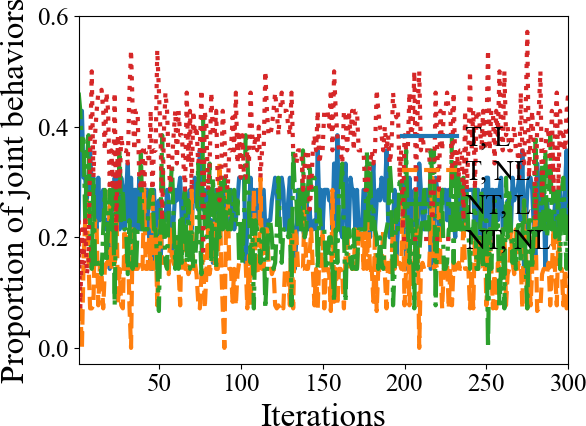 Proportion of joint behaviors
0.6
0.4
0.2
0.0
T, L
T, NL
NT, L
NT, NL
50
100
150
200
250
300
Iterations